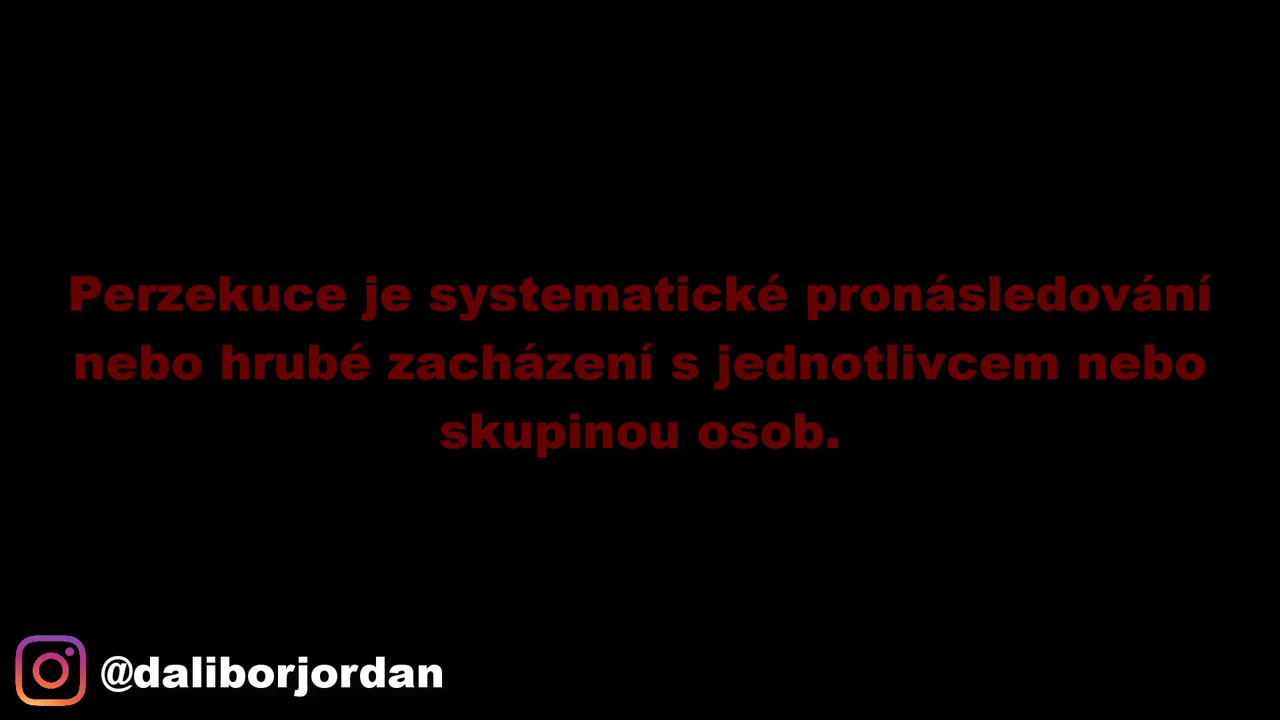 Perzekuce je systematické pronásledování
nebo hrubé zacházení s jednotlivcem nebo
skupinou osob.
@daliborjordan